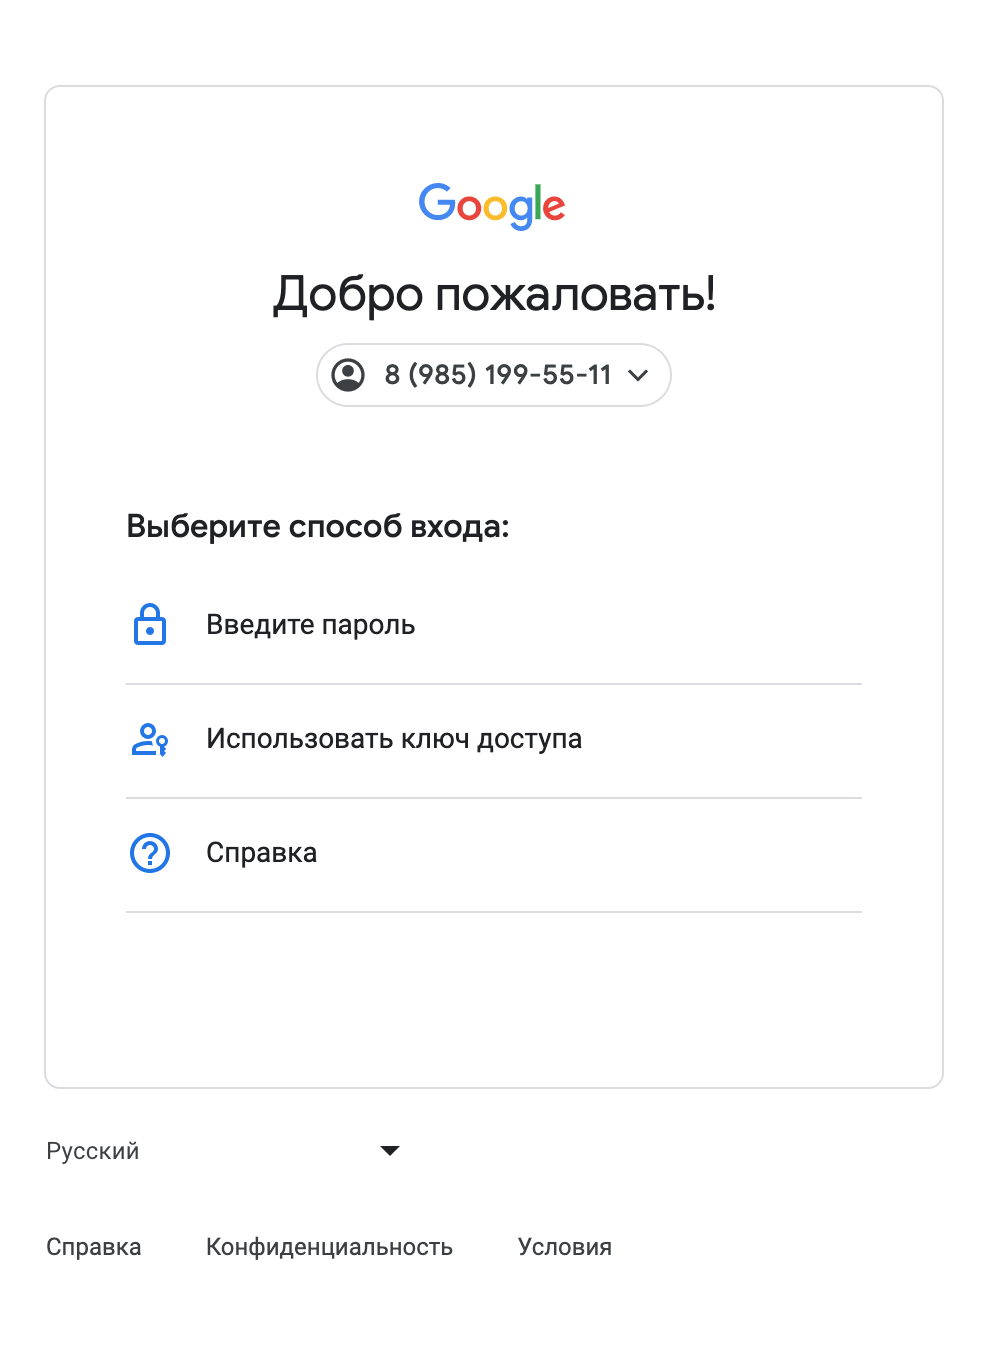 Google
Добро пожаловать!
8 (985) 199-55-11
Выберите способ входа:
Введите пароль
Использовать ключ доступа
Справка
Русский
Справка Конфиденциальность Условия